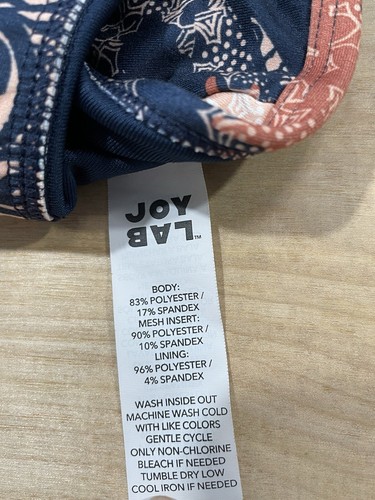 JOY
LAB™
BODY:
83% POLYESTER /
17% SPANDEX
MESH INSERT:
90% POLYESTER /
10% SPANDEX
LINING:
96% POLYESTER /
4% SPANDEX
WASH INSIDE OUT
MACHINE WASH COLD
WITH LIKE COLORS
GENTLE CYCLE
ONLY NON-CHLORINE
BLEACH IF NEEDED
TUMBLE DRY LOW
COOL IRON IF NEEDED